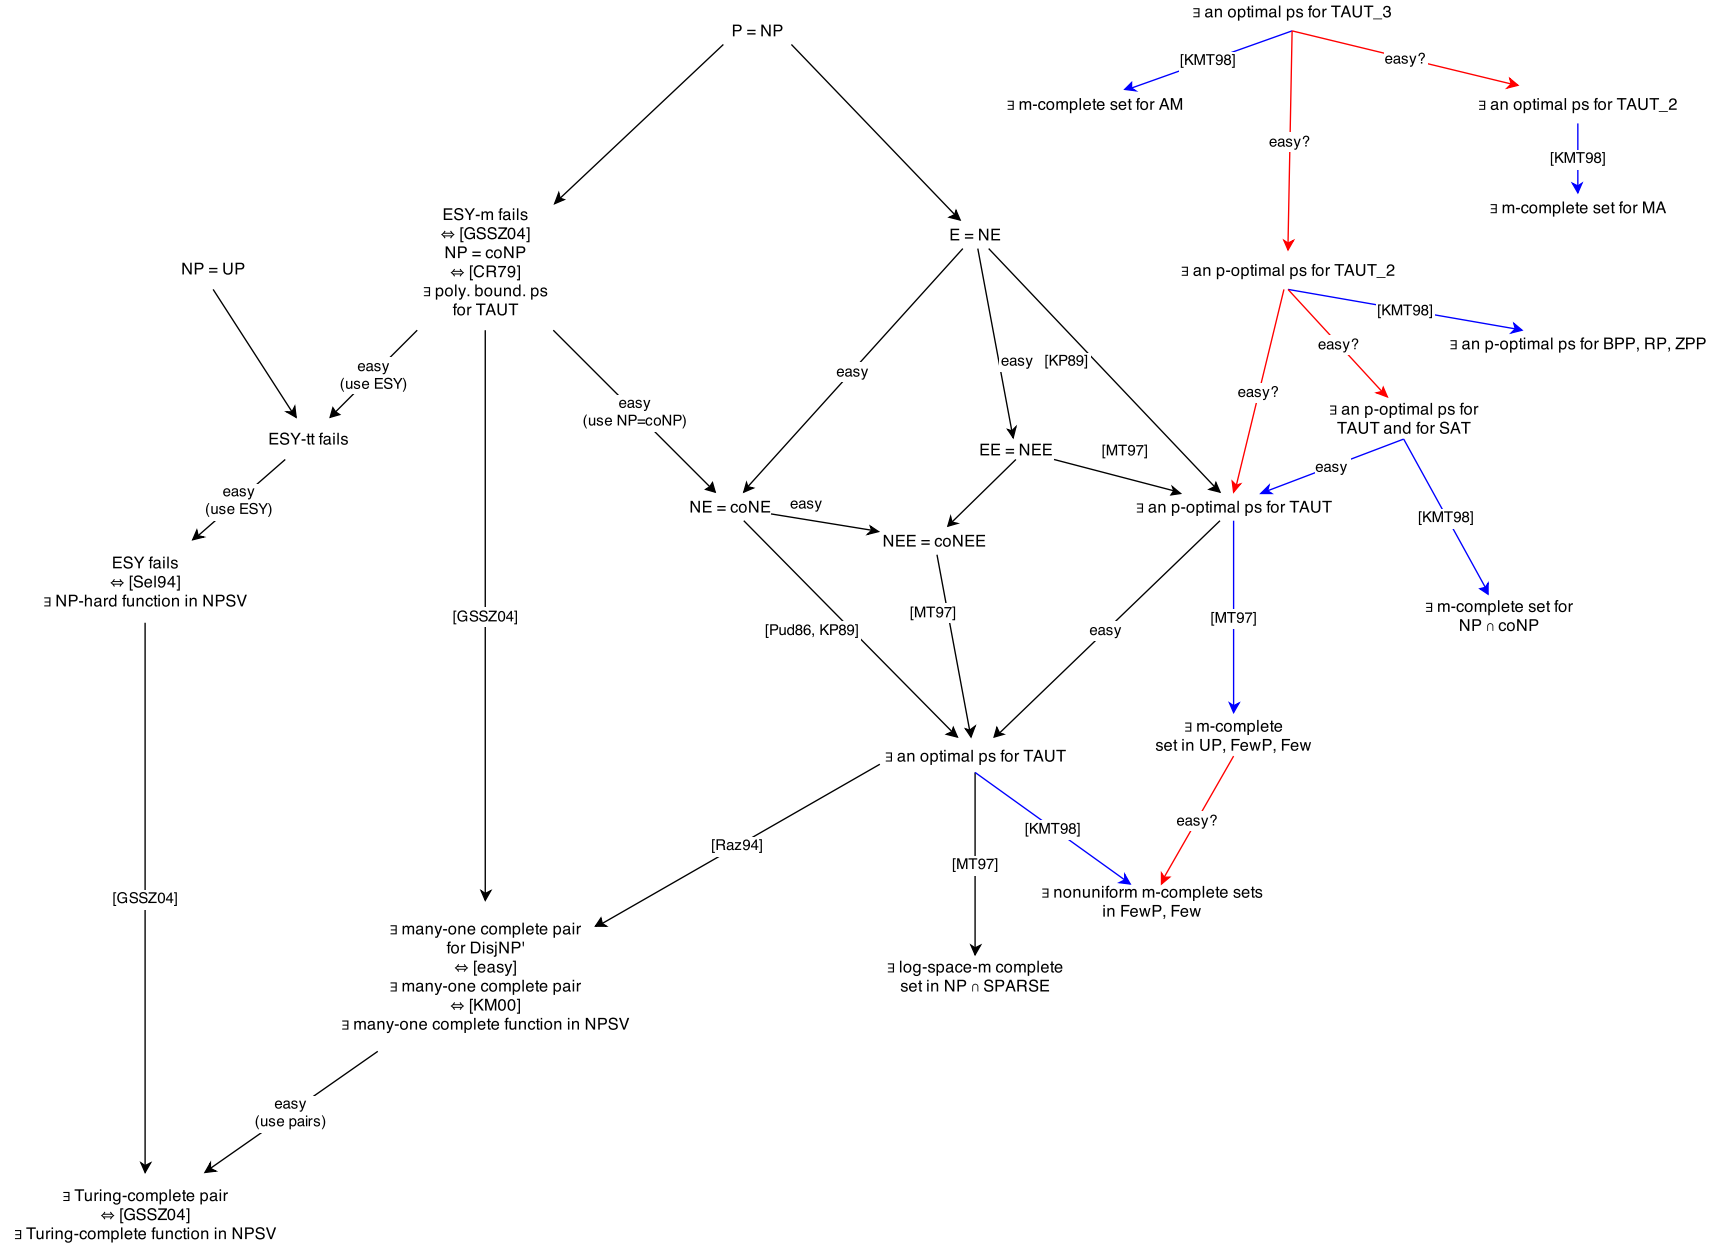 ∃ an optimal ps for TAUT_3
P = NP
[KMT98]
easy?
∃ m-complete set for AM
∃ an optimal ps for TAUT_2
easy?
[KMT98]
∃ m-complete set for MA
ESY-m fails
⇔ [GSSZ04]
NP = coNP
⇔ [CR79]
∃ poly. bound. ps
for TAUT
E = NE
NP = UP
∃ an p-optimal ps for TAUT_2
[KMT98]
easy?
∃ an p-optimal ps for BPP, RP, ZPP
easy
(use ESY)
easy
easy
[KP89]
easy?
easy
(use NP=coNP)
∃ an p-optimal ps for
TAUT and for SAT
ESY-tt fails
EE = NEE
[MT97]
easy
easy
(use ESY)
NE = coNE
easy
∃ an p-optimal ps for TAUT
[KMT98]
NEE = coNEE
ESY fails
⇔ [Sel94]
∃ NP-hard function in NPSV
[GSSZ04]
[Pud86, KP89]
[MT97]
easy
[MT97]
∃ m-complete set for
NP ∩ coNP
∃ m-complete
set in UP, FewP, Few
∃ an optimal ps for TAUT
easy?
[Raz94]
[KMT98]
[MT97]
∃ nonuniform m-complete sets
in FewP, Few
[GSSZ04]
∃ many-one complete pair
for DisjNP'
⇔ [easy]
∃ many-one complete pair
⇔ [KM00]
∃ many-one complete function in NPSV
∃ log-space-m complete
set in NP ∩ SPARSE
easy
(use pairs)
∃ Turing-complete pair
⇔ [GSSZ04]
∃ Turing-complete function in NPSV